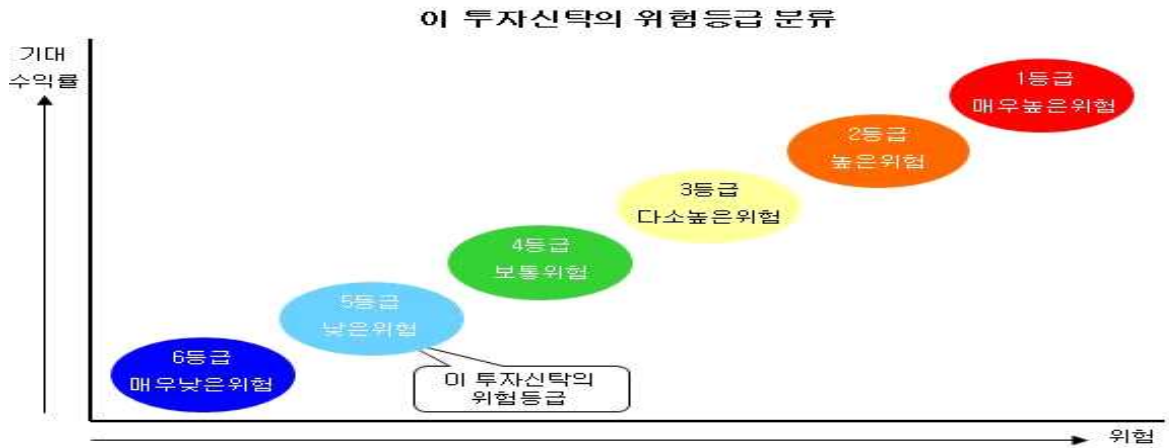 이 투자신탁의 위험등급 분류
기대
수익률
1등급
매우높은위험
2등급
높은위험
3등급
다소높은위험
4등급
보통위험
5등급
낮은위험
6등급
매우낮은위험
이 투자신탁의
위험등급
위험